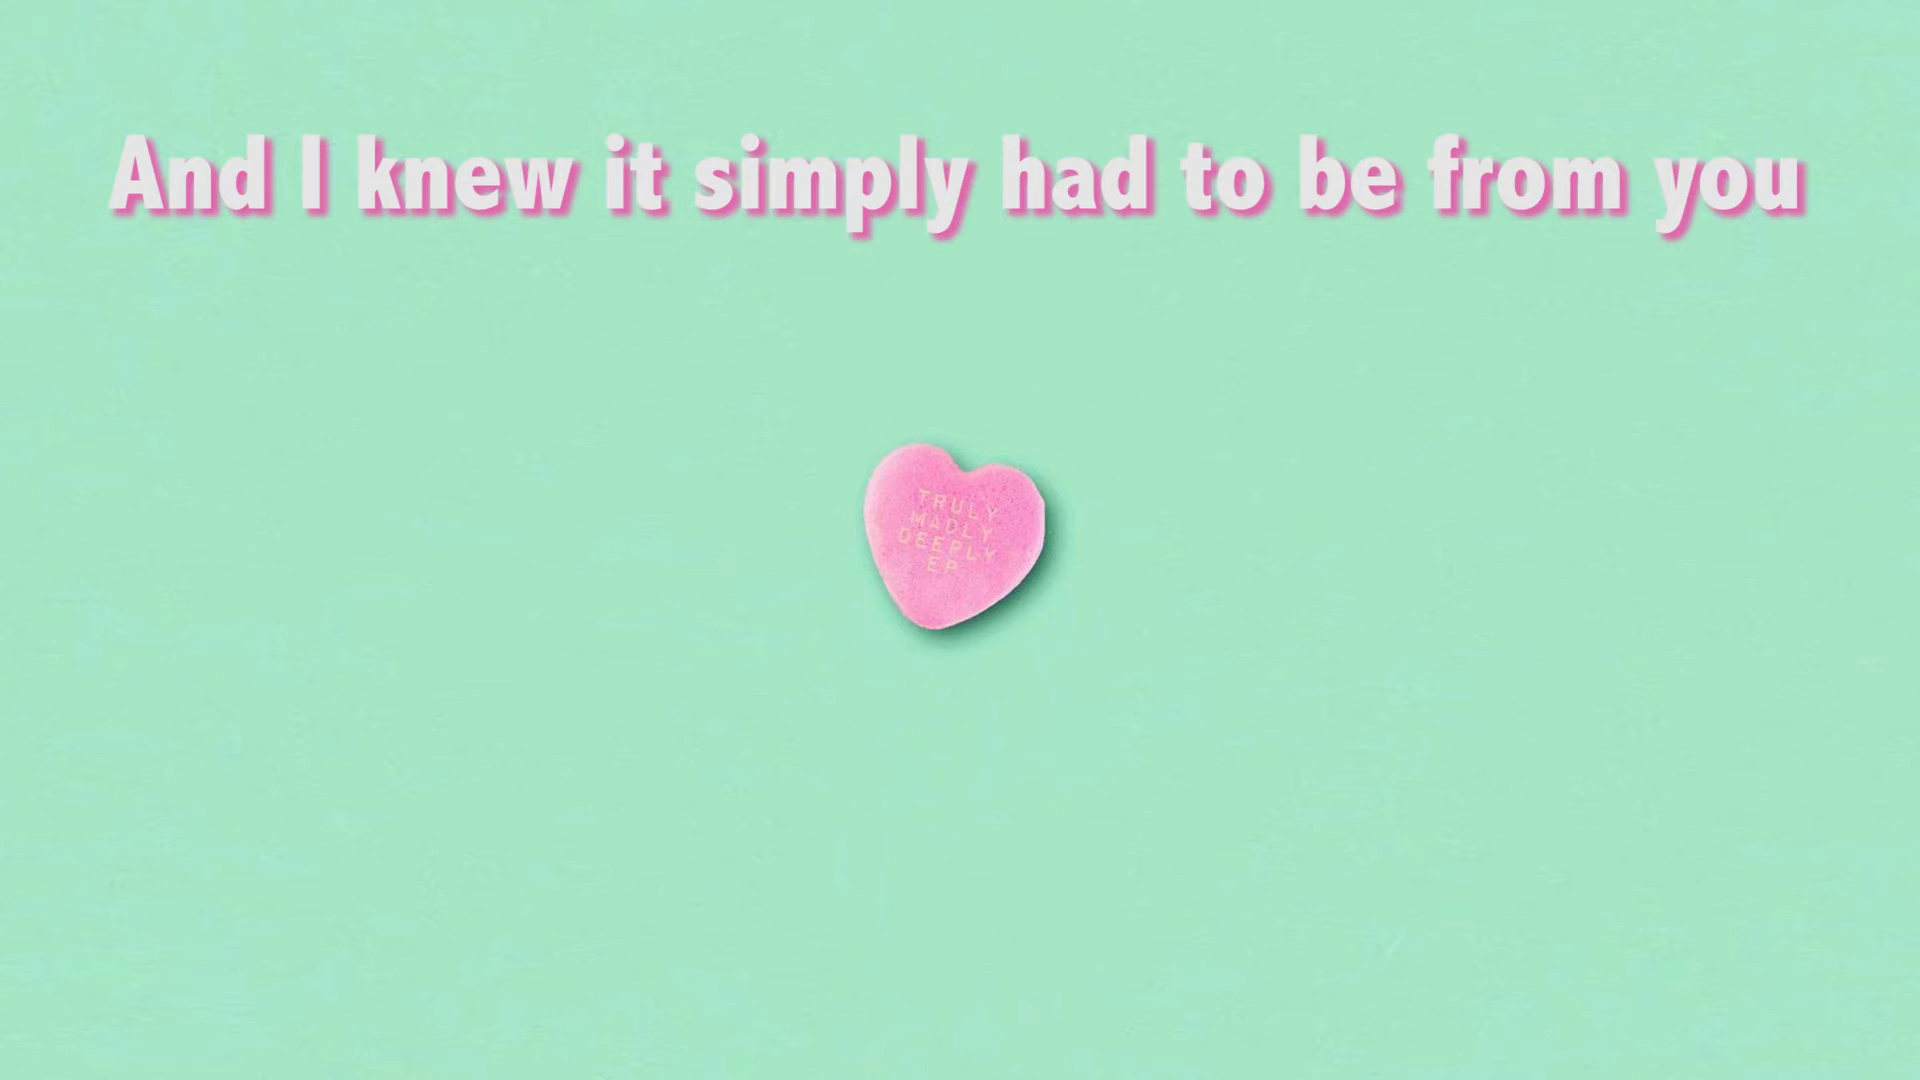 And I knew it simply had to be from you
TRULY
MADLY
DEEPLY
EP